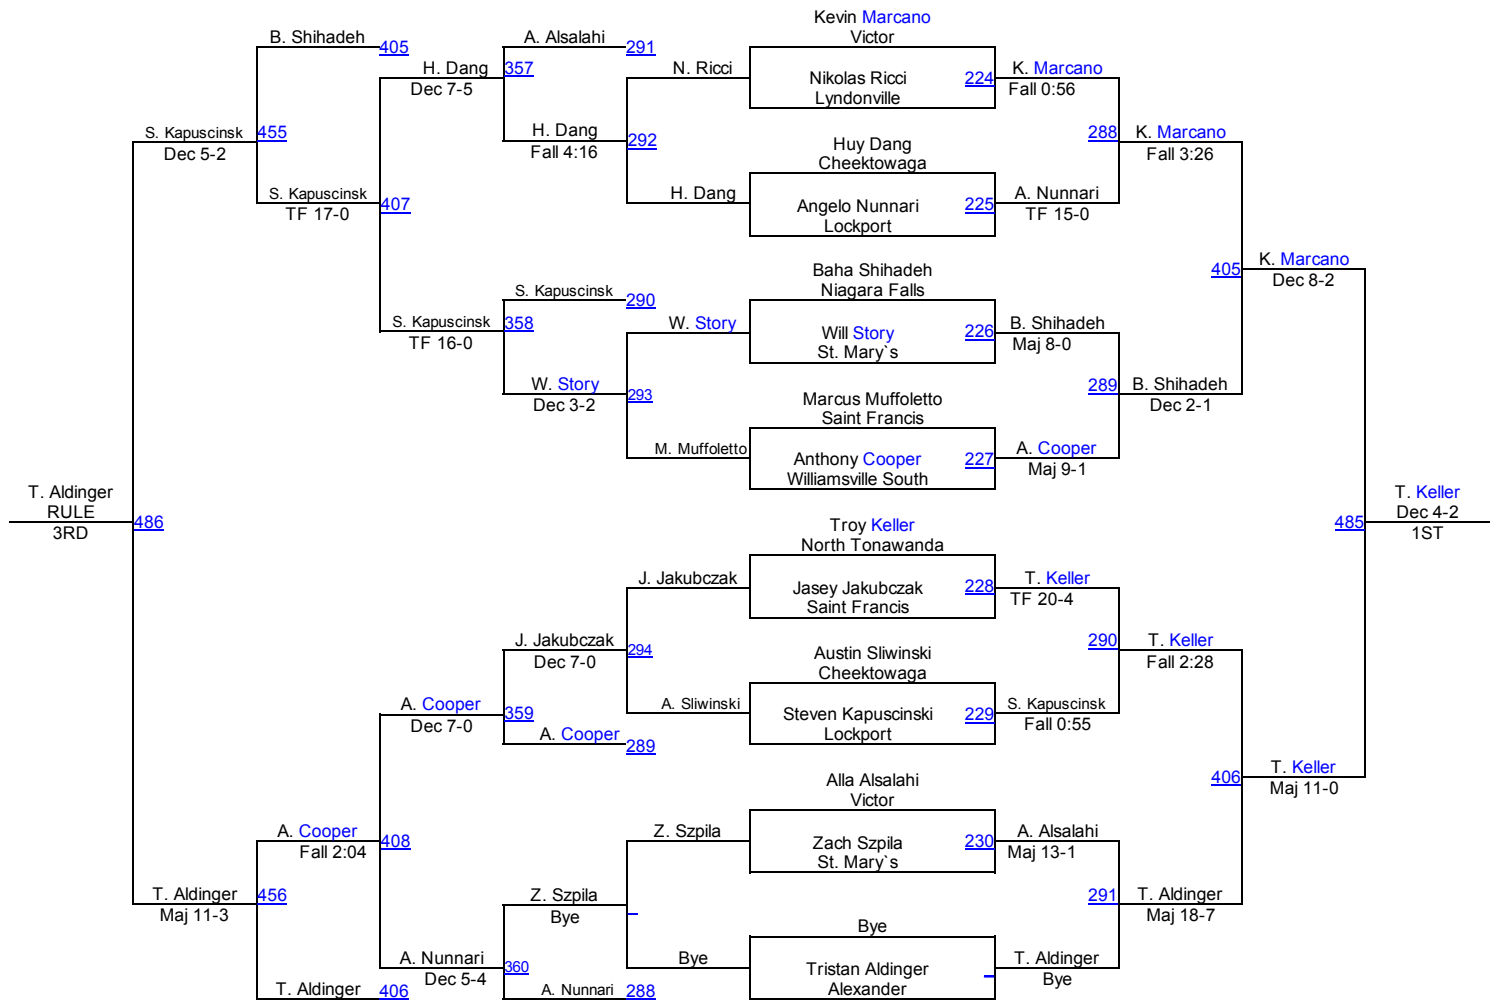 Kevin Marcano
Victor
B. Shihadeh
405
A. Alsalahi
291
H. Dang
357
Dec 7-5
N. Ricci
Nikolas Ricci
224
Lyndonville
K. Marcano
Fall 0:56
S. Kapuscinsk
455
Dec 5-2
H. Dang
292
Fall 4:16
Huy Dang
Cheektowaga
288
K. Marcano
Fall 3:26
S. Kapuscinsk
407
TF 17-0
H. Dang
Angelo Nunnari
225
Lockport
A. Nunnari
TF 15-0
Baha Shihadeh
Niagara Falls
405
K. Marcano
Dec 8-2
S. Kapuscinsk
290
S. Kapuscinsk
358
TF 16-0
W. Story
Will Story
226
St. Mary`s
B. Shihadeh
Maj 8-0
W. Story
293
Dec 3-2
Marcus Muffoletto
Saint Francis
289
B. Shihadeh
Dec 2-1
M. Muffoletto
Anthony Cooper
227
Williamsville South
A. Cooper
Maj 9-1
T. Aldinger
RULE
486
3RD
Troy Keller
North Tonawanda
485
T. Keller
Dec 4-2
1ST
J. Jakubczak
Jasey Jakubczak
228
Saint Francis
T. Keller
TF 20-4
J. Jakubczak
294
Dec 7-0
Austin Sliwinski
Cheektowaga
290
T. Keller
Fall 2:28
A. Cooper
359
Dec 7-0
A. Cooper
289
A. Sliwinski
Steven Kapuscinski
229
Lockport
S. Kapuscinsk
Fall 0:55
Alla Alsalahi
Victor
406
T. Keller
Maj 11-0
A. Cooper
408
Fall 2:04
Z. Szpila
Zach Szpila
230
St. Mary`s
A. Alsalahi
Maj 13-1
T. Aldinger
456
Maj 11-3
Z. Szpila
Bye
Bye
291
T. Aldinger
Maj 18-7
A. Nunnari
360
Dec 5-4
Bye
Tristan Aldinger
Alexander
T. Aldinger
Bye
T. Aldinger
406
A. Nunnari
288